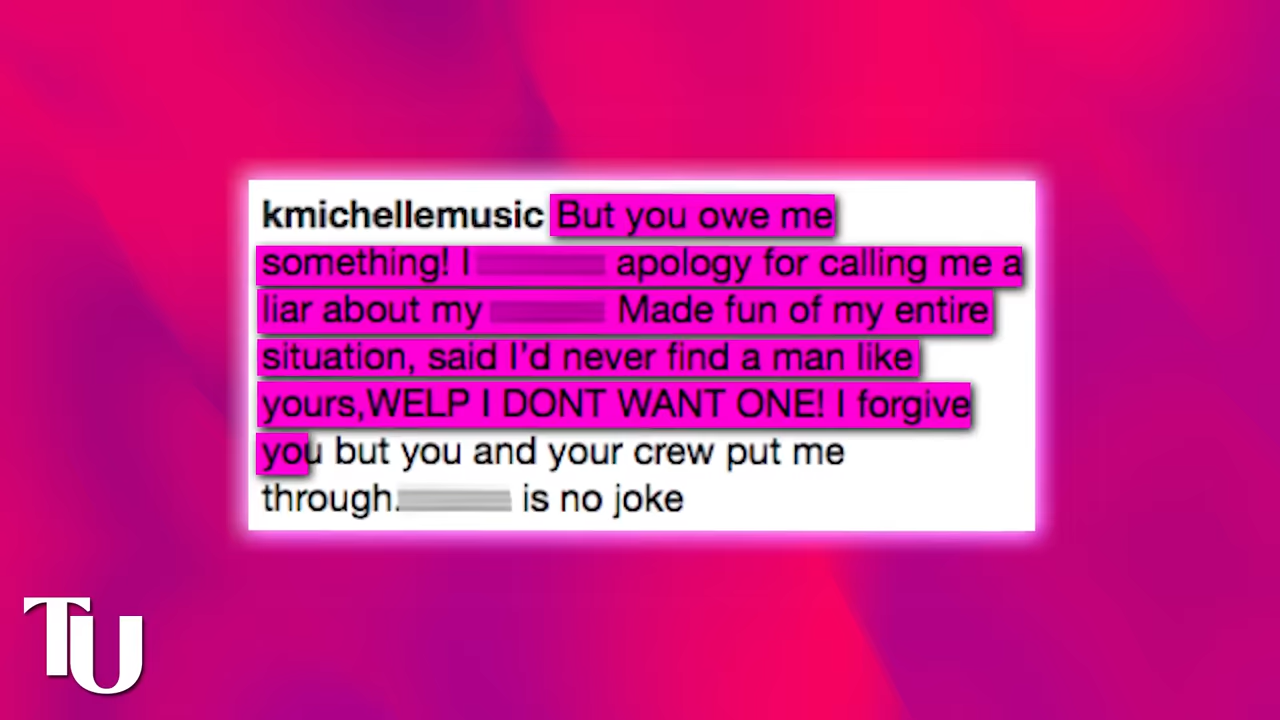 kmichellemusic But you owe me
something! I apology for calling me a
liar about my Made fun of my entire
situation, said I'd never find a man like
yours,WELP I DONT WANT ONE! I forgive
you but you and your crew put me
through. is no joke
TU